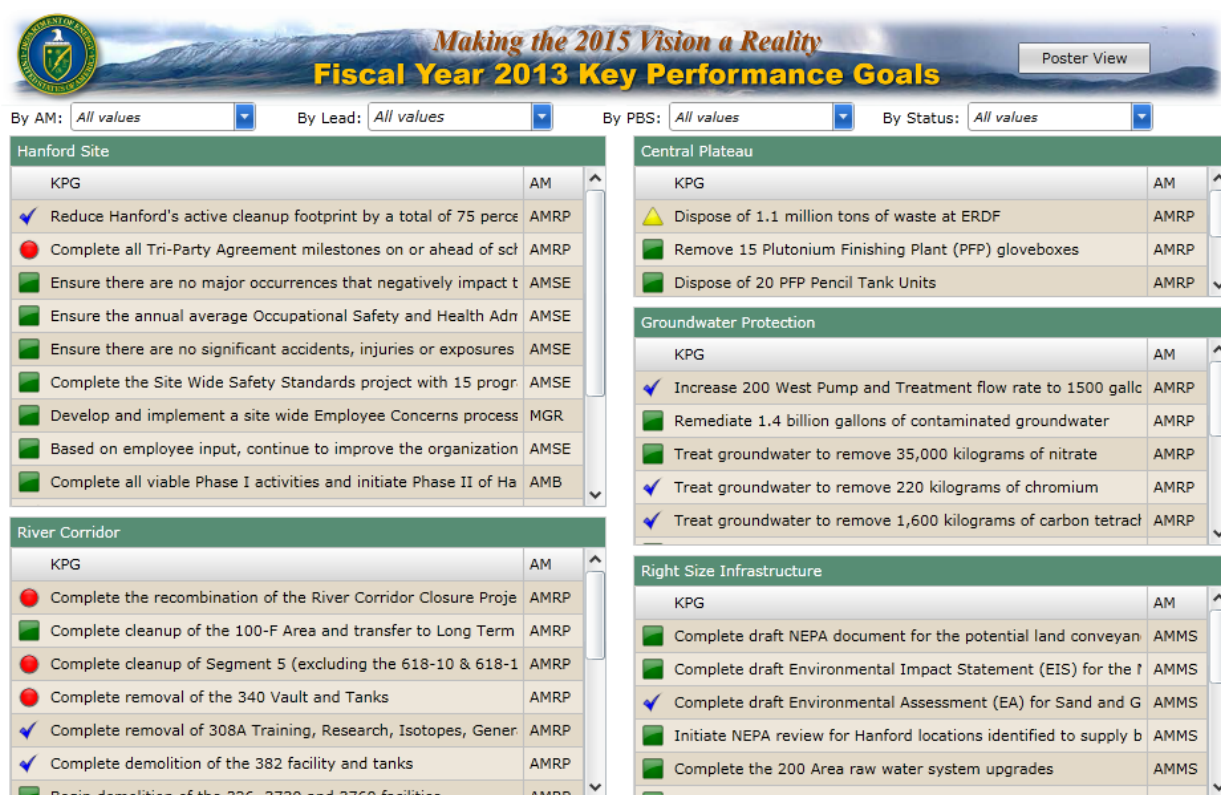 Making the 2015 Vision a Reality
Fiscal Year 2013 Key Performance Goals
Poster View
By AM: All values By Lead: All values By PBS: All values By Status: All values
Hanford Site
KPG AM
Reduce Hanford's active cleanup footprint by a total of 75 perce AMRP
Complete all Tri-Party Agreement milestones on or ahead of sch AMRP
Ensure there are no major occurrences that negatively impact t AMSE
Ensure the annual average Occupational Safety and Health Adm AMSE
Ensure there are no significant accidents, injuries or exposures AMSE
Complete the Site Wide Safety Standards project with 15 progr AMSE
Develop and implement a site wide Employee Concerns process MGR
Based on employee input, continue to improve the organization AMSE
Complete all viable Phase I activities and initiate Phase II of Ha AMB
River Corridor
KPG AM
Complete the recombination of the River Corridor Closure Proje AMRP
Complete cleanup of the 100-F Area and transfer to Long Term AMRP
Complete cleanup of Segment 5 (excluding the 618-10 & 618-1 AMRP
Complete removal of the 340 Vault and Tanks AMRP
Complete removal of 308A Training, Research, Isotopes, Gener AMRP
Complete demolition of the 382 facility and tanks AMRP
Begin demolition of the 326, 3730 and 3760 facilities AMRP
Central Plateau
KPG AM
Dispose of 1.1 million tons of waste at ERDF AMRP
Remove 15 Plutonium Finishing Plant (PFP) gloveboxes AMRP
Dispose of 20 PFP Pencil Tank Units AMRP
Groundwater Protection
KPG AM
Increase 200 West Pump and Treatment flow rate to 1500 gallo AMRP
Remediate 1.4 billion gallons of contaminated groundwater AMRP
Treat groundwater to remove 35,000 kilograms of nitrate AMRP
Treat groundwater to remove 220 kilograms of chromium AMRP
Treat groundwater to remove 1,600 kilograms of carbon tetrach AMRP
Right Size Infrastructure
KPG AM
Complete draft NEPA document for the potential land conveyan AMMS
Complete draft Environmental Impact Statement (EIS) for the AMMS
Complete draft Environmental Assessment (EA) for Sand and G AMMS
Initiate NEPA review for Hanford locations identified to supply b AMMS
Complete the 200 Area raw water system upgrades AMMS